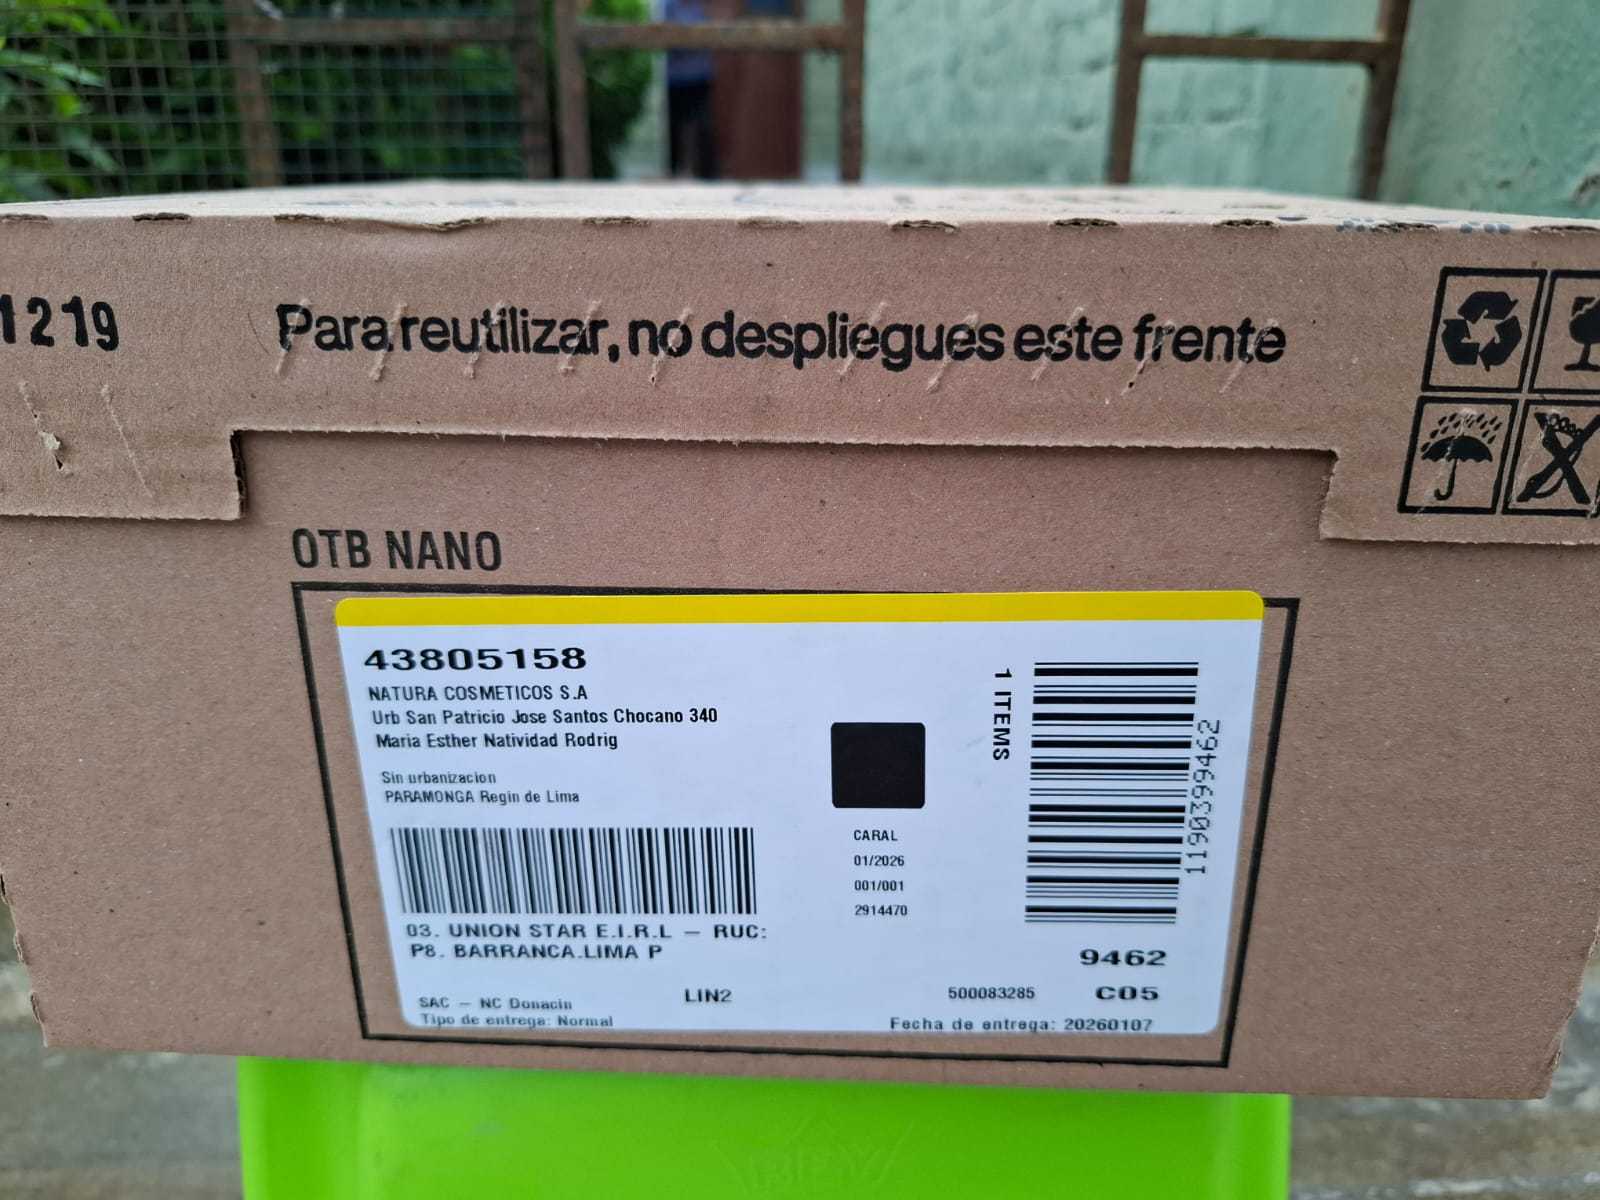 1219
Para reutilizar, no despliegues este frente
OTB NANO
43805158
NATURA COSMETICOS S.A
Urb San Patricio Jose Santos Chocano 340
Maria Esther Natividad Rodrig
Sin urbanizacion
PARAMONGA Regin de Lima
03. UNION STAR E.I.R.L – RUC:
P8. BARRANCA.LIMA P
SAC – NC Donacin
Tipo de entrega: Normal
LIN2
CARAL
01/2026
001/001
2914470
1 ITEMS
1190399462
9462
500083285
C05
Fecha de entrega: 20260107